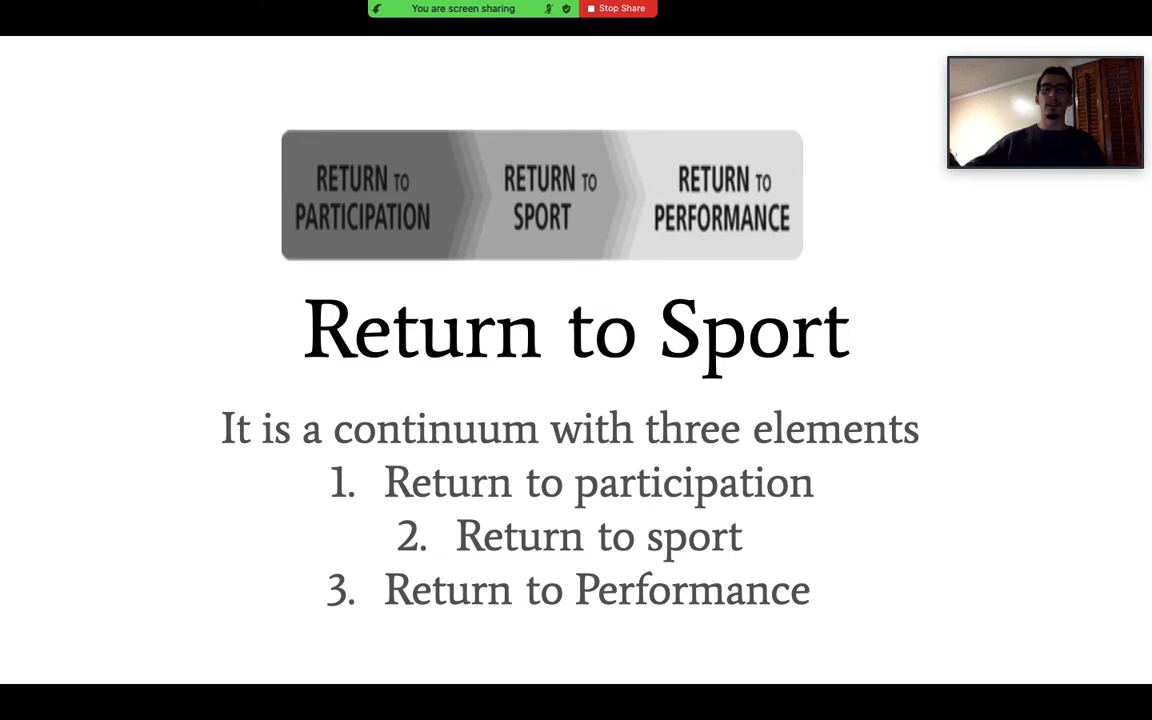 You are screen sharing
Stop Share
RETURN TO PARTICIPATION
RETURN TO SPORT
RETURN TO PERFORMANCE
Return to Sport
It is a continuum with three elements
1. Return to participation
2. Return to sport
3. Return to Performance